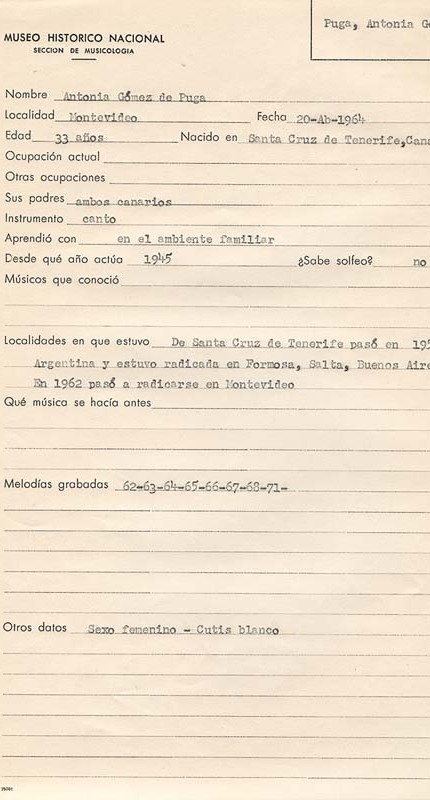 Puga, Antonia G
MUSEO HISTORICO NACIONAL
SECCION DE MUSICOLOGIA
Nombre Antonia Gómez de Puga
Localidad Montevideo Fecha 20-Ab-1964
Edad 33 años Nacido en Santa Cruz de Tenerife,Cana
Ocupación actual
Otras ocupaciones
Sus padres ambos canarios
Instrumento canto
Aprendió con en el ambiente familiar
Desde qué año actúa 1945 ¿Sabe solfeo? no
Músicos que conoció
Localidades en que estuvo De Santa Cruz de Tenerife pasó en 195
Argentina y estuvo radicada en Formosa, Salta, Buenos Aire
En 1962 pasó a radicarse en Montevideo
Qué música se hacía antes
Melodías grabadas 62-63-64-65-66-67-68-71-
Otros datos Sexo femenino - Cutis blanco